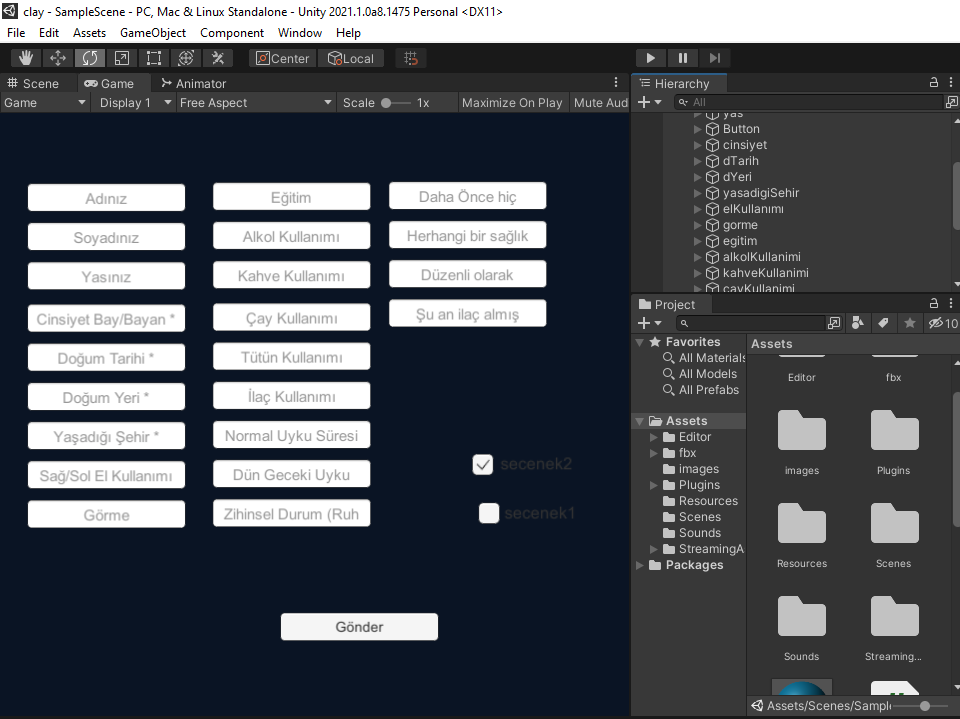 clay - SampleScene - PC, Mac & Linux Standalone - Unity 2021.1.0a8.1475 Personal <DX11>
File Edit Assets GameObject Component Window Help
Center Local
Scene Game Animator
Game Display 1 Free Aspect Scale 1x Maximize On Play Mute Aud
Adınız
Soyadınız
Yasınız
Cinsiyet Bay/Bayan *
Doğum Tarihi *
Doğum Yeri *
Yaşadığı Şehir *
Sağ/Sol El Kullanımı
Görme
Eğitim
Alkol Kullanımı
Kahve Kullanımı
Çay Kullanımı
Tütün Kullanımı
İlaç Kullanımı
Normal Uyku Süresi
Dün Geceki Uyku
Zihinsel Durum (Ruh
Daha Önce hiç
Herhangi bir sağlık
Düzenli olarak
Şu an ilaç almış
secenek2
secenek1
Gönder
Hierarchy
All
yas
Button
cinsiyet
dTarih
dYeri
yasadigiSehir
elKullanımı
gorme
egitim
alkolKullanimi
kahveKullanimi
cayKullanimi
Project
10
Favorites
All Materials
All Models
All Prefabs
Assets
Editor
fbx
images
Plugins
Resources
Scenes
Sounds
StreamingA
Packages
Assets
Editor fbx
images Plugins
Resources Scenes
Sounds Streaming...
Assets/Scenes/Sampl